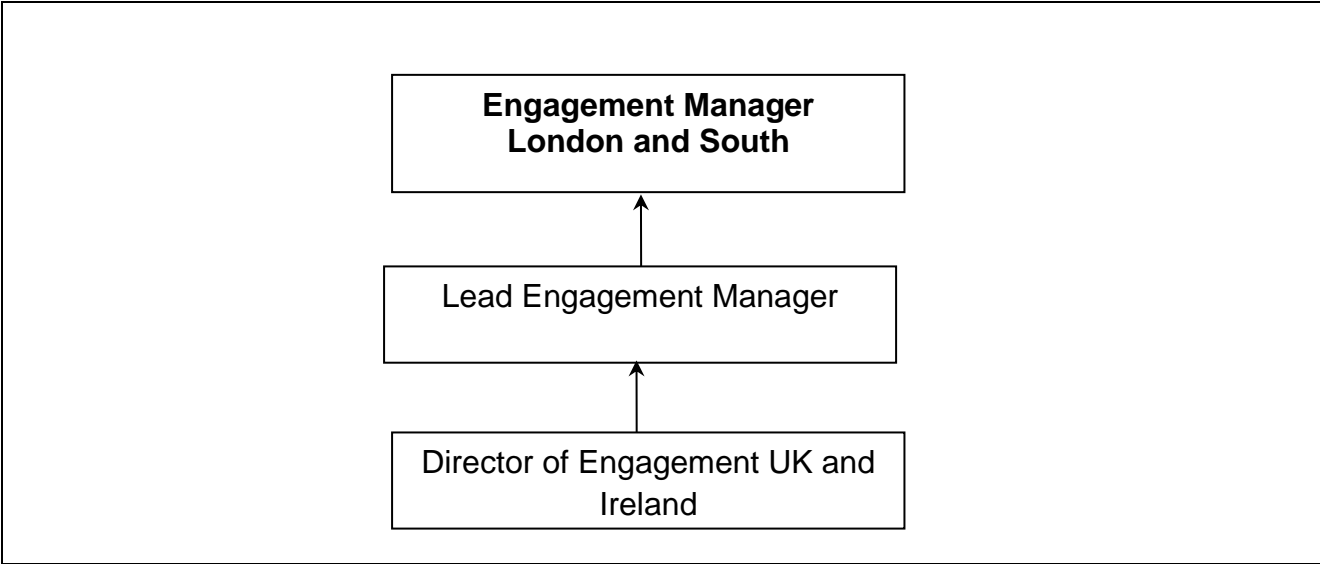 Engagement Manager
London and South
Lead Engagement Manager
Director of Engagement UK and
Ireland